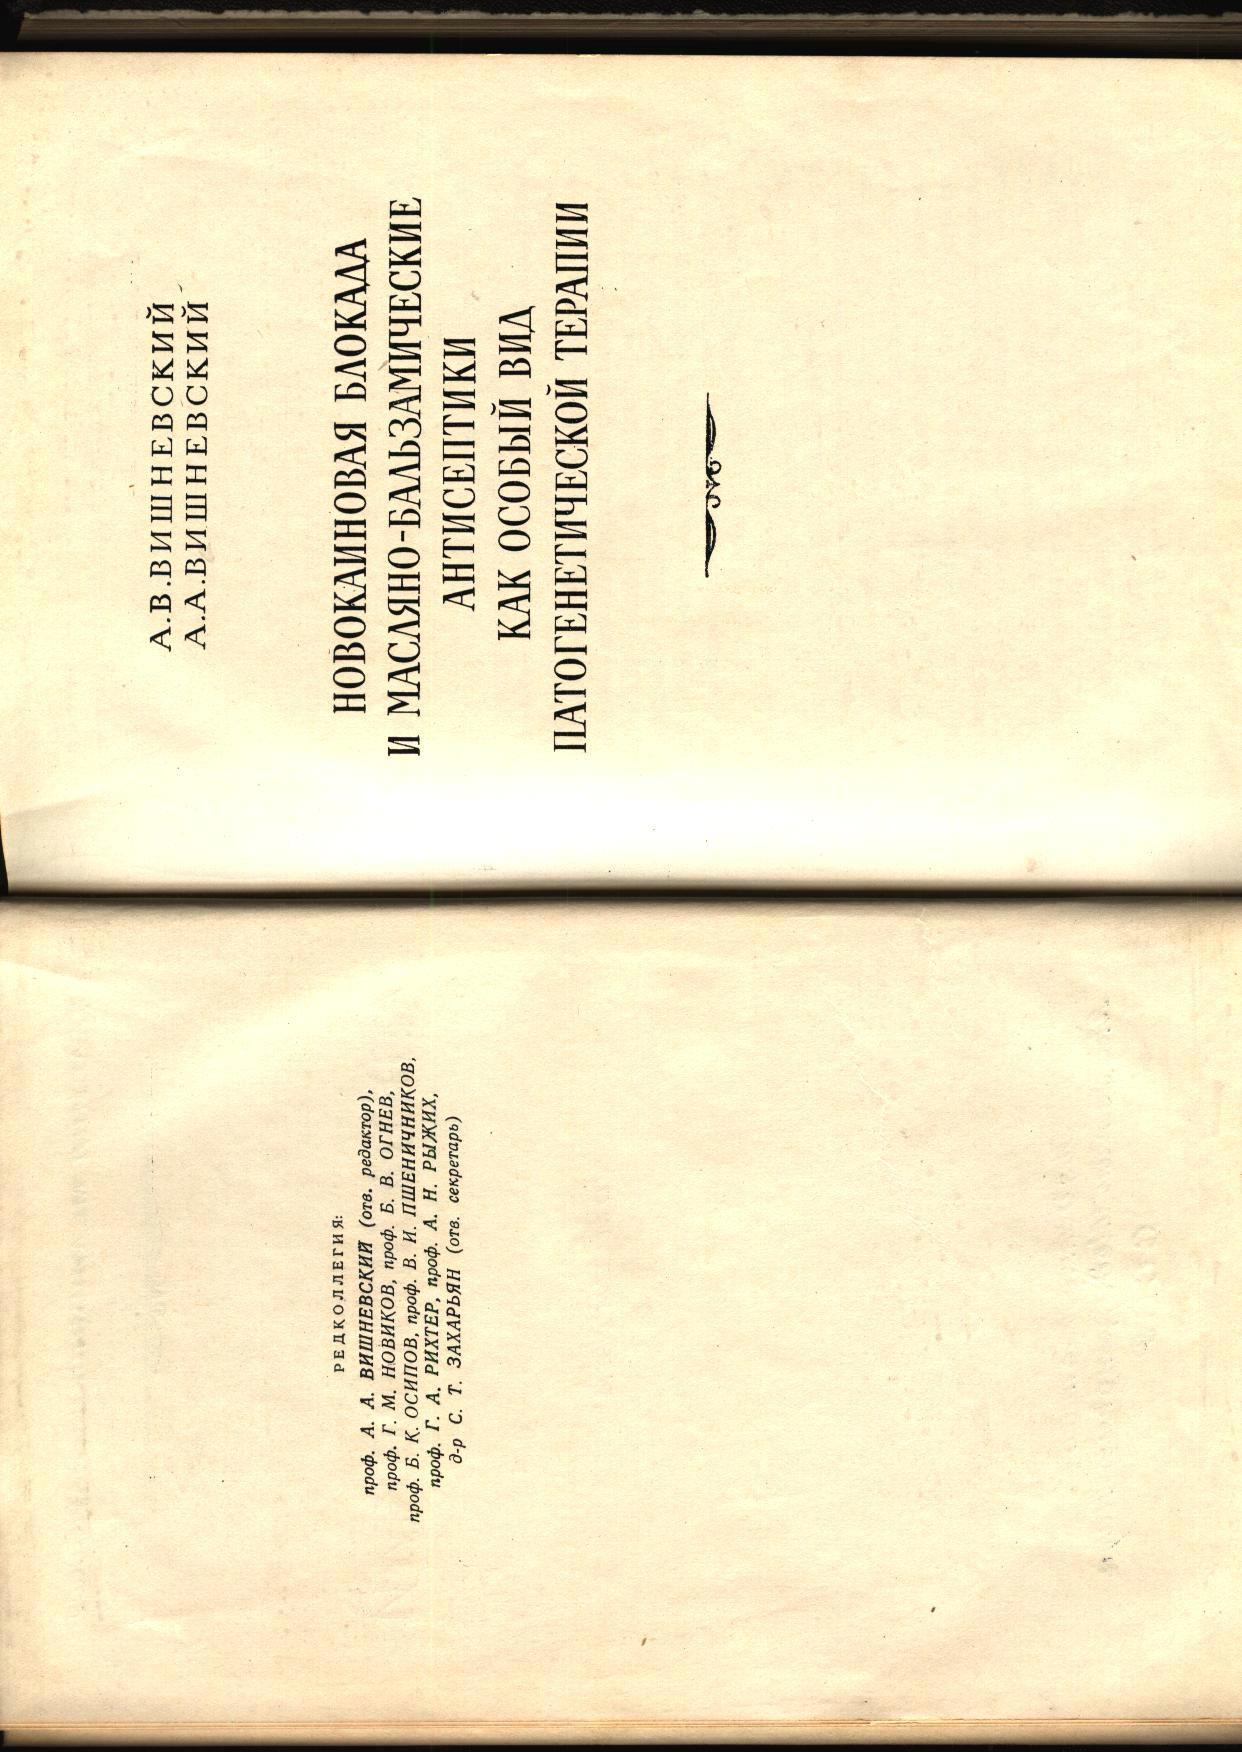 РЕДКОЛЛЕГИЯ:
проф. А. А. ВИШНЕВСКИЙ (отв. редактор),
проф. Г. М. НОВИКОВ, проф. Б. В. ОГНЕВ,
проф. Б. К. ОСИПОВ, проф. В. И. ПШЕНИЧНИКОВ,
проф. Г. А. РИХТЕР, проф. А. Н. РЫЖИХ,
д-р С. Т. ЗАХАРЬЯН (отв. секретарь)
А.В.ВИШНЕВСКИЙ
А.А.ВИШНЕВСКИЙ
НОВОКАИНОВАЯ БЛОКАДА
И МАСЛЯНО-БАЛЬЗАМИЧЕСКИЕ
АНТИСЕПТИКИ
КАК ОСОБЫЙ ВИД
ПАТОГЕНЕТИЧЕСКОЙ ТЕРАПИИ